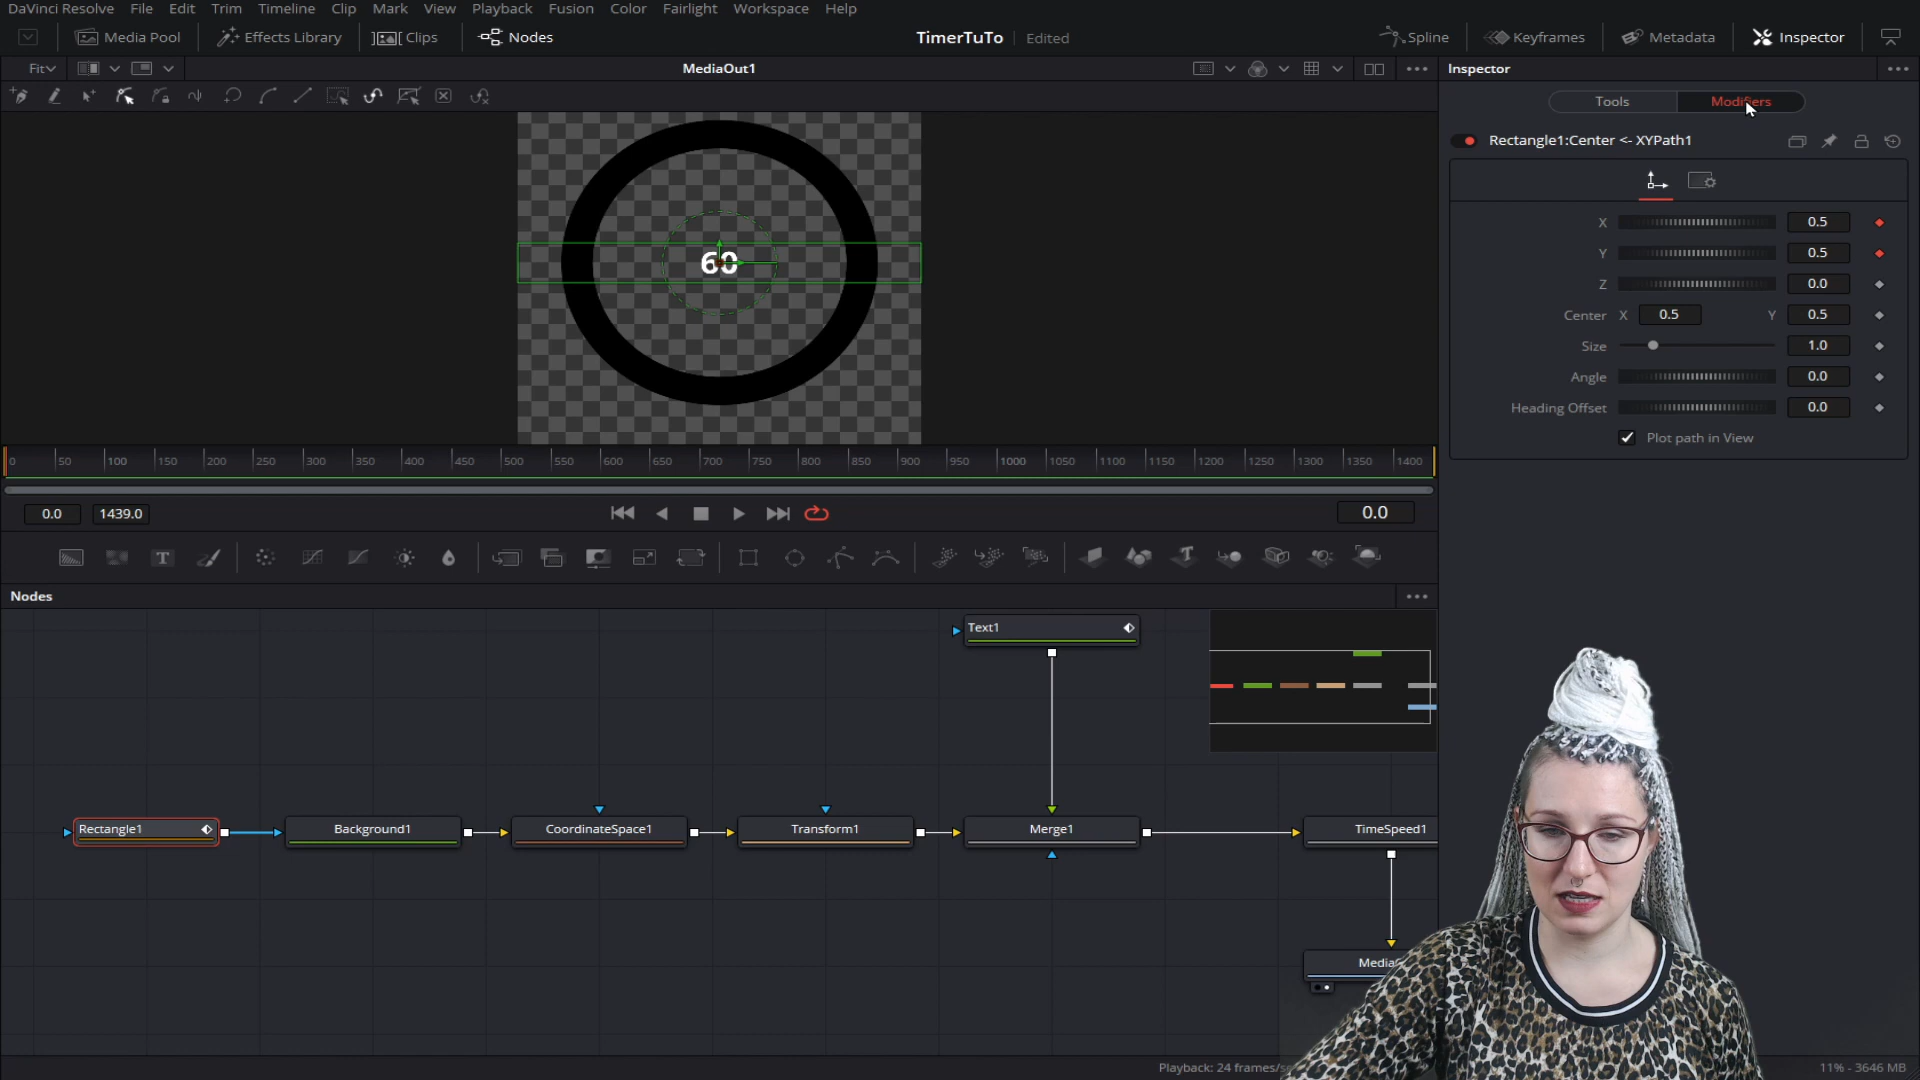 DaVinci Resolve File Edit Trim Timeline Clip Mark View Playback Fusion Color Fairlight Workspace Help
Media Pool Effects Library Clips Nodes TimerTuTo Edited Spline Keyframes Metadata Inspector
Fit MediaOut1 Inspector
Tools Modifiers
Rectangle1:Center <- XYPath1
X 0.5
Y 0.5
Z 0.0
Center X 0.5 Y 0.5
Size 1.0
Angle 0.0
Heading Offset 0.0
Plot path in View
60
0 50 100 150 200 250 300 350 400 450 500 550 600 650 700 750 800 850 900 950 1000 1050 1100 1150 1200 1250 1300 1350 1400
0.0 1439.0 0.0
T T
Nodes
Text1
Rectangle1 Background1 CoordinateSpace1 Transform1 Merge1 TimeSpeed1
Playback: 24 frames/ 11% - 3646 MB